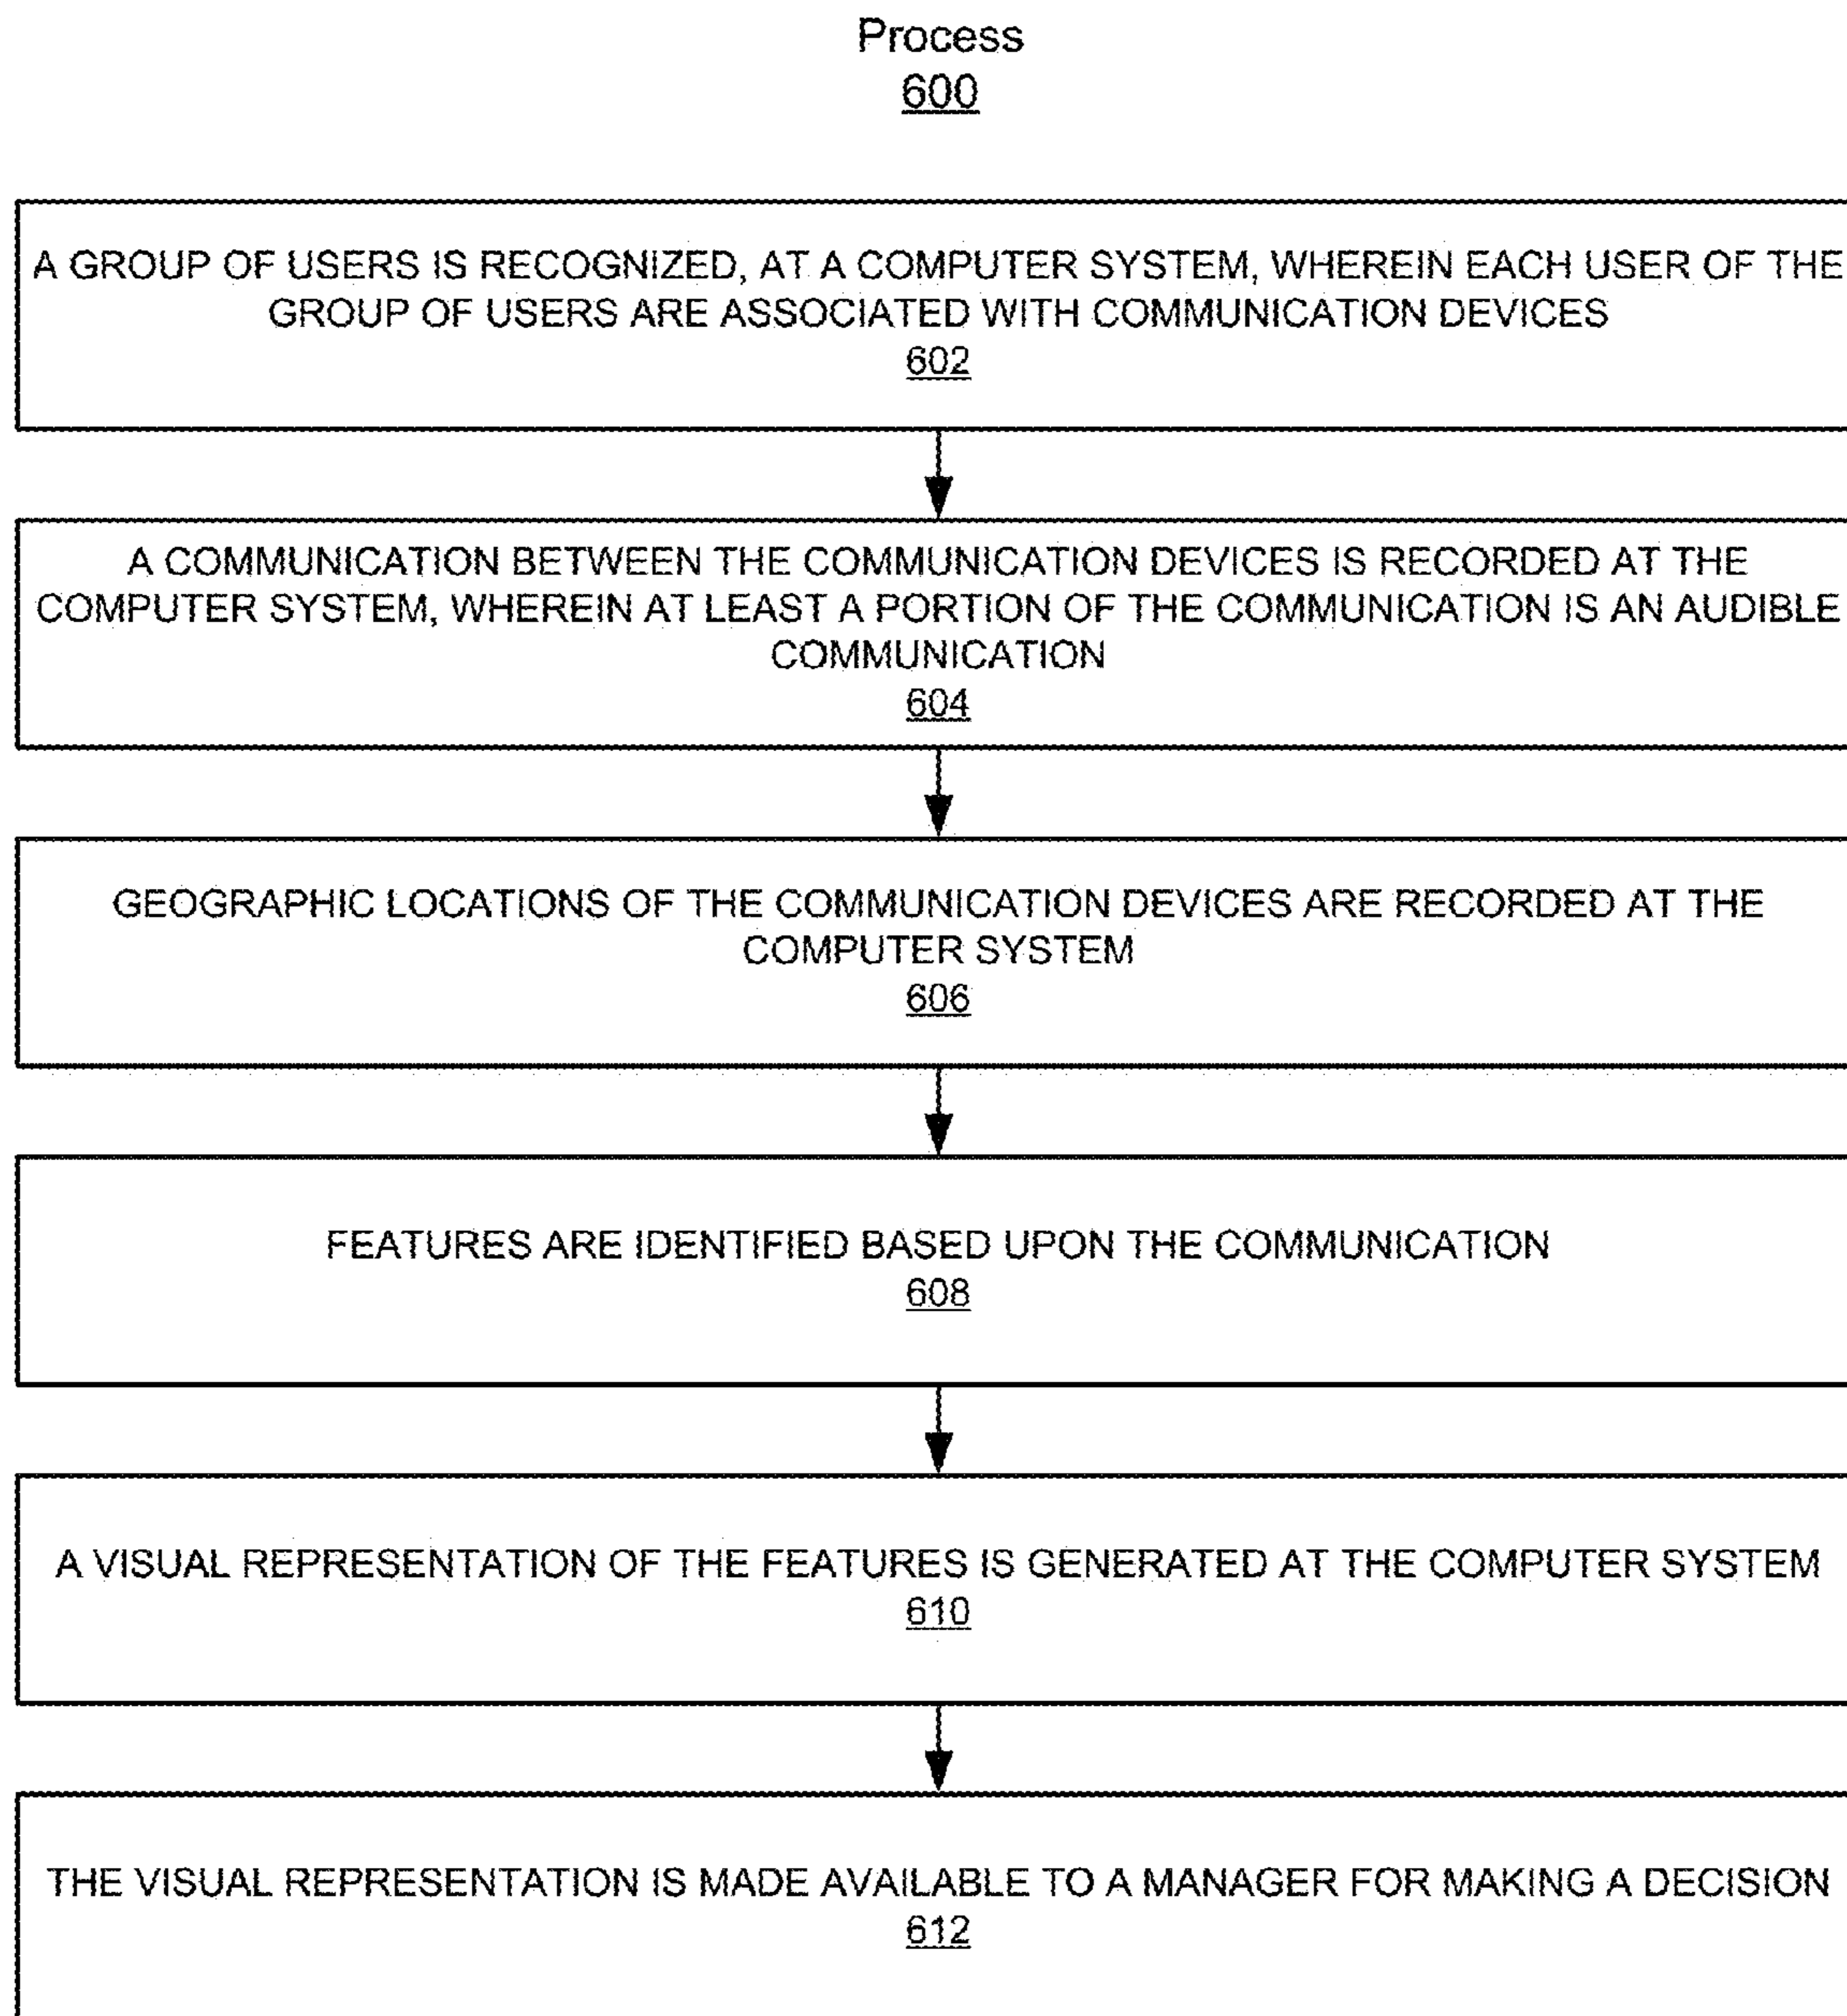 Process
600
A GROUP OF USERS IS RECOGNIZED, AT A COMPUTER SYSTEM, WHEREIN EACH USER OF THE
GROUP OF USERS ARE ASSOCIATED WITH COMMUNICATION DEVICES
602
A COMMUNICATION BETWEEN THE COMMUNICATION DEVICES IS RECORDED AT THE
COMPUTER SYSTEM, WHEREIN AT LEAST A PORTION OF THE COMMUNICATION IS AN AUDIBLE
COMMUNICATION
604
GEOGRAPHIC LOCATIONS OF THE COMMUNICATION DEVICES ARE RECORDED AT THE
COMPUTER SYSTEM
606
FEATURES ARE IDENTIFIED BASED UPON THE COMMUNICATION
608
A VISUAL REPRESENTATION OF THE FEATURES IS GENERATED AT THE COMPUTER SYSTEM
610
THE VISUAL REPRESENTATION IS MADE AVAILABLE TO A MANAGER FOR MAKING A DECISION
612